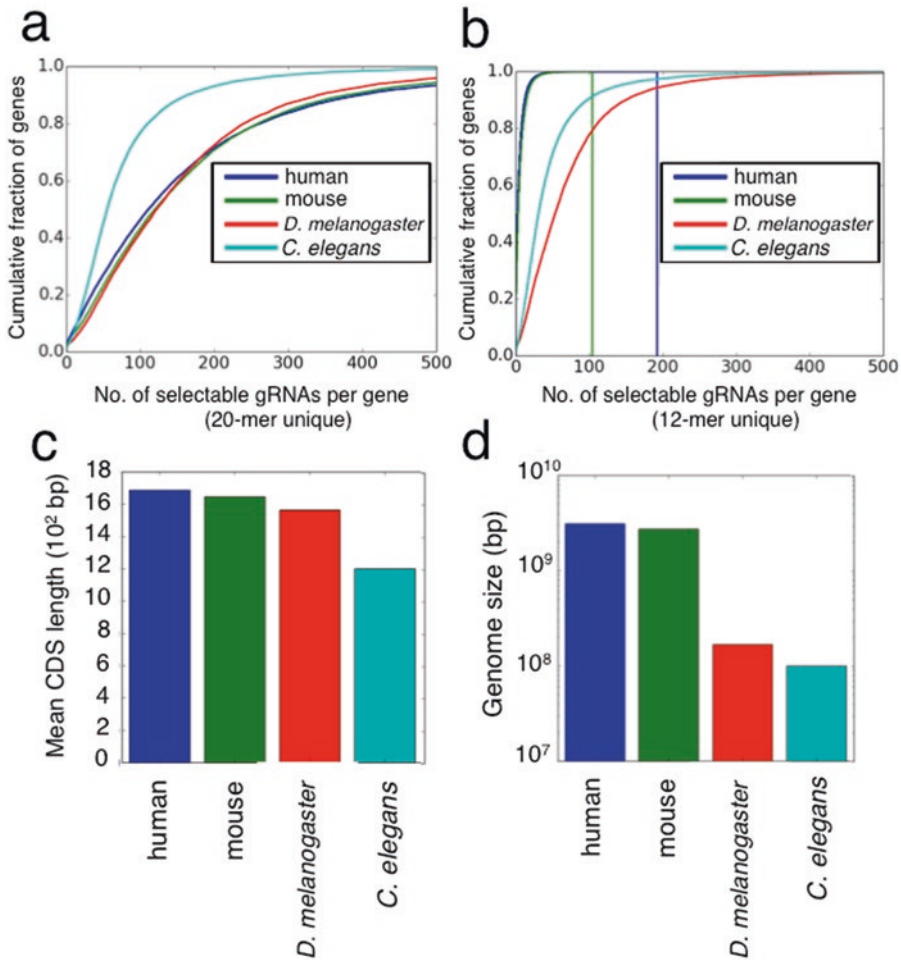 a
Cumulative fraction of genes
1.0
0.8
0.6
0.4
0.2
0.0
human
mouse
D. melanogaster
C. elegans
0 100 200 300 400 500
No. of selectable gRNAs per gene
(20-mer unique)
b
Cumulative fraction of genes
1.0
0.8
0.6
0.4
0.2
0.0
human
mouse
D. melanogaster
C. elegans
0 100 200 300 400 500
No. of selectable gRNAs per gene
(12-mer unique)
c
Mean CDS length (10² bp)
18
16
14
12
10
8
6
4
2
0
human
mouse
D. melanogaster
C. elegans
d
Genome size (bp)
10¹⁰
10⁹
10⁸
10⁷
human
mouse
D. melanogaster
C. elegans